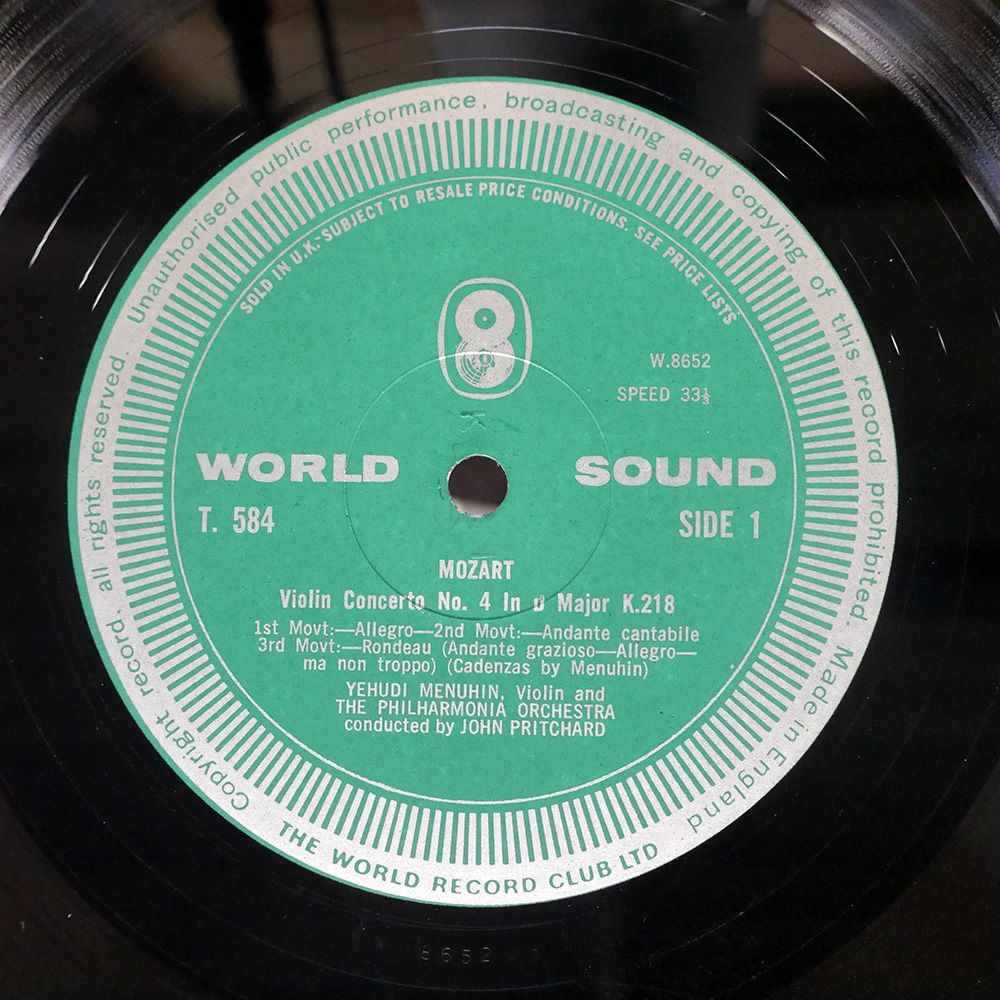 Copyright record. all rights reserved. Unauthorised public performance, broadcasting and copying of this record prohibited. Made in England
SOLD IN U.K. SUBJECT TO RESALE PRICE CONDITIONS. SEE PRICE LISTS
W.8652
SPEED 33⅓
WORLD SOUND
T. 584 SIDE 1
MOZART
Violin Concerto No. 4 In D Major K.218
1st Movt:—Allegro—2nd Movt:—Andante cantabile
3rd Movt:—Rondeau (Andante grazioso—Allegro—
ma non troppo) (Cadenzas by Menuhin)
YEHUDI MENUHIN, Violin and
THE PHILHARMONIA ORCHESTRA
conducted by JOHN PRITCHARD
THE WORLD RECORD CLUB LTD
8652 1